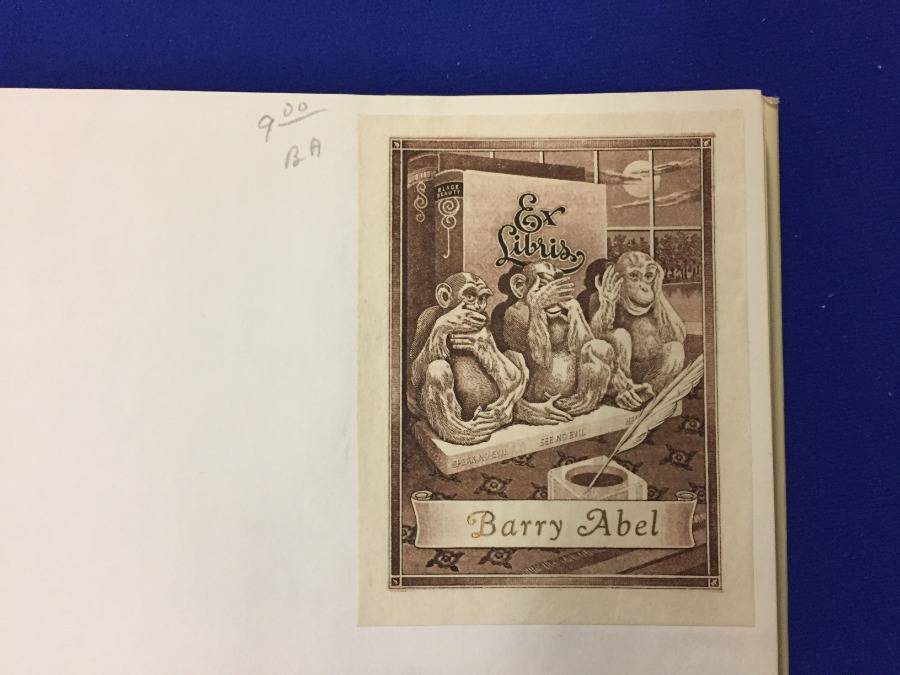 9 00
BA
BLACK
BEAUTY
Ex
Libris
SPEAK NO EVIL
SEE NO EVIL
Barry Abel